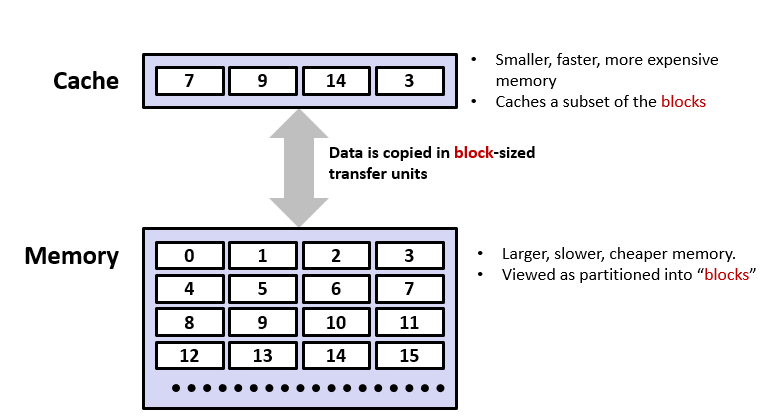 Cache
7 9 14 3
• Smaller, faster, more expensive
memory
• Caches a subset of the blocks
Data is copied in block-sized
transfer units
Memory
0 1 2 3
4 5 6 7
8 9 10 11
12 13 14 15
• Larger, slower, cheaper memory.
• Viewed as partitioned into “blocks”